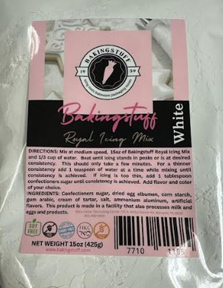 BAKINGSTUFF
Bakingstuff
Royal Icing Mix
White
DIRECTIONS: Mix at medium speed, 15oz of Bakingstuff Royal Icing Mix
and 1/3 cup of water. Beat until icing stands in peaks or is at desired
consistency. This should only take a few minutes. For a thinner
consistency add 1 teaspoon of water at a time while mixing until
consistency is achieved. If icing is too thin, add 1 tablespoon
confectioners sugar until consistency is achieved. Add flavor and color
of your choice.
INGREDIENTS: Confectioners sugar, dried egg albumen, corn starch,
gum arabic, cream of tartar, salt, ammonium aluminum, artificial
flavors. This product is made in a facility that also processes milk and
eggs and products.
NET WEIGHT 15oz (425g)
www.bakingstuff.com
7710